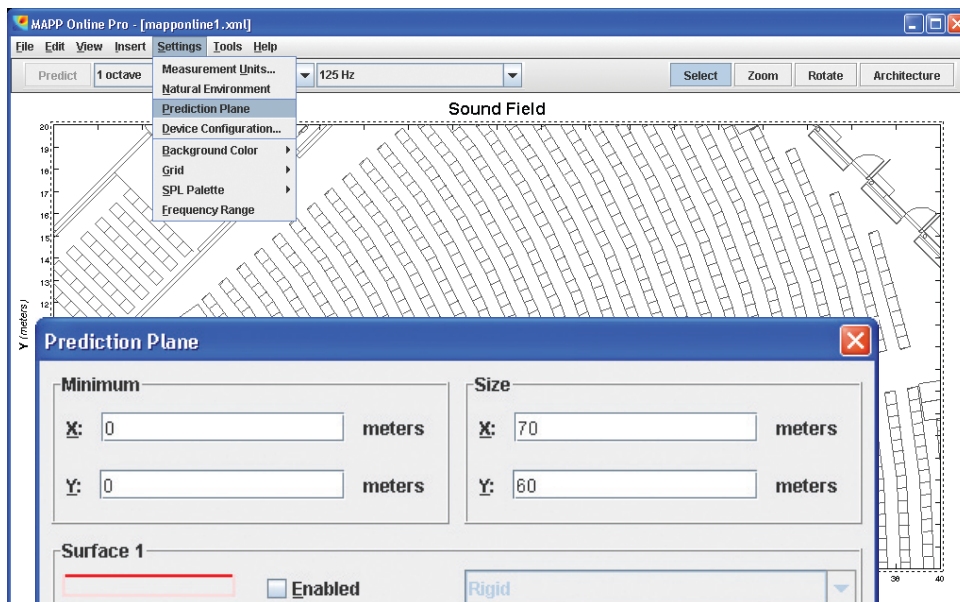 MAPP Online Pro - [mapponline1.xml]
File Edit View Insert Settings Tools Help
Predict 1 octave 125 Hz Select Zoom Rotate Architecture
Measurement Units...
Natural Environment
Prediction Plane
Device Configuration...
Background Color
Grid
SPL Palette
Frequency Range
Sound Field
20
19
18
17
16
15
14
13
12
Y (meters)
Prediction Plane
Minimum
X: 0 meters
Y: 0 meters
Size
X: 70 meters
Y: 60 meters
Surface 1
Enabled
Rigid
38 40